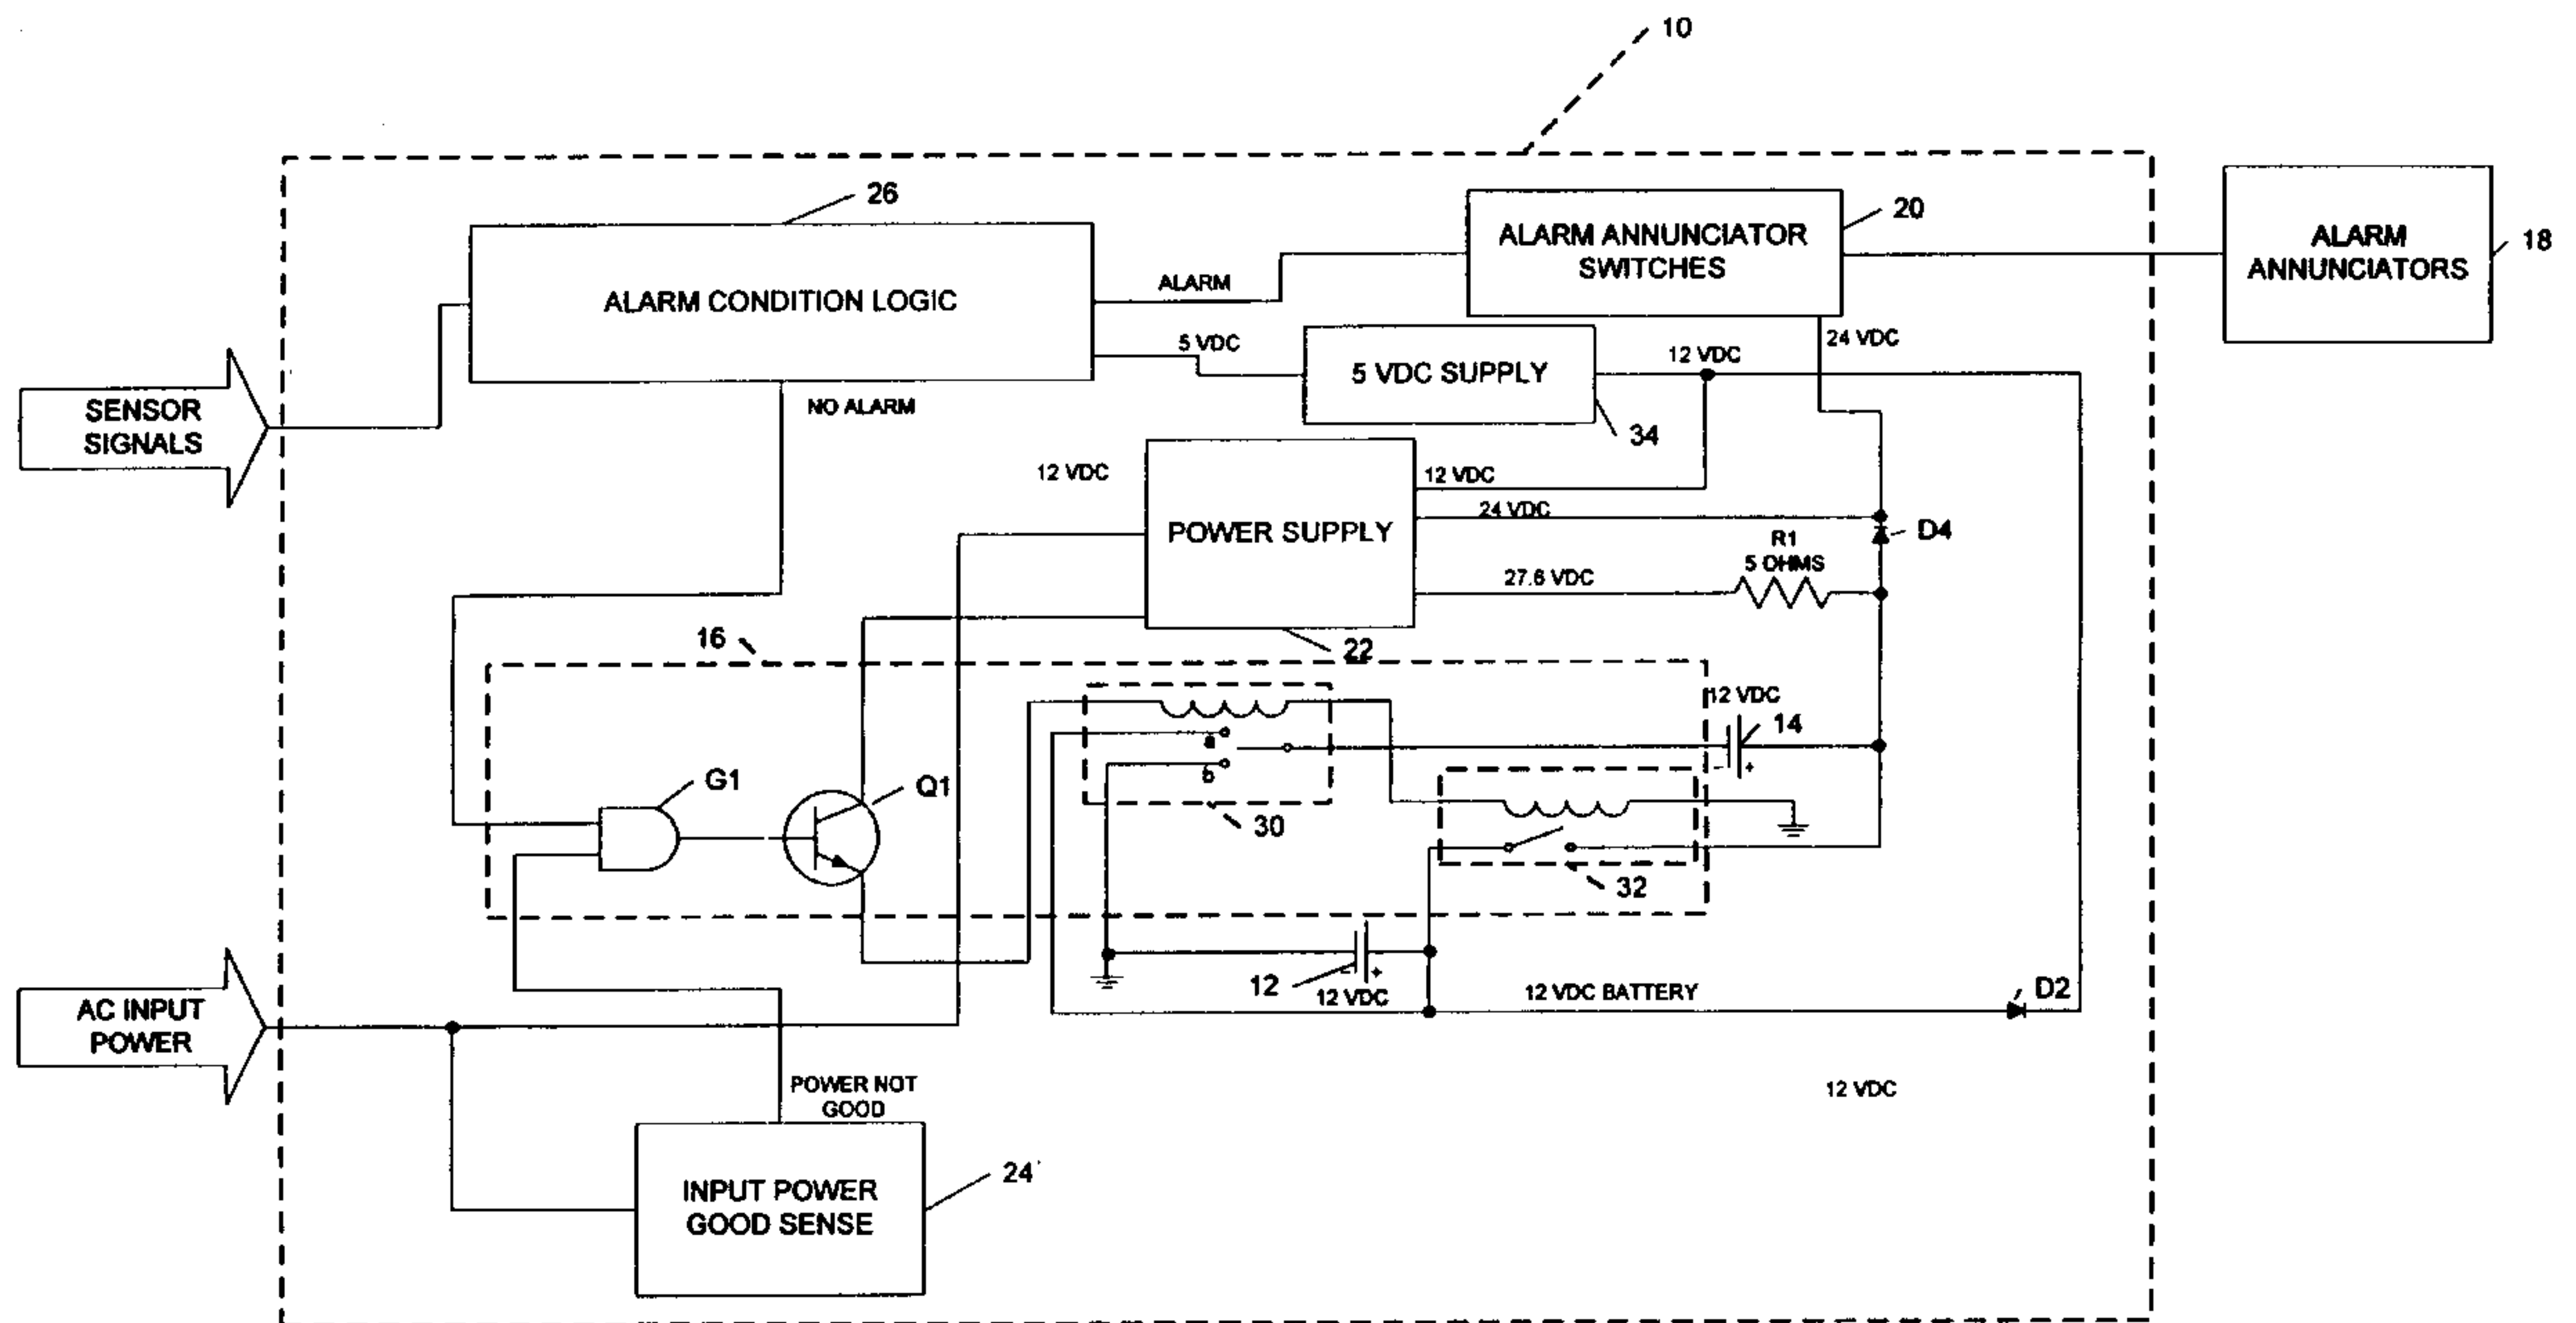 10
26
ALARM CONDITION LOGIC
ALARM ANNUNCIATOR
SWITCHES
20
ALARM
ANNUNCIATORS
18
ALARM
5 VDC
5 VDC SUPPLY
34
12 VDC
24 VDC
NO ALARM
SENSOR
SIGNALS
12 VDC
POWER SUPPLY
22
12 VDC
24 VDC
27.6 VDC
R1
5 OHMS
D4
16
G1
Q1
a
b
30
12 VDC
14
-
+
32
12
-
+
12 VDC
12 VDC BATTERY
D2
AC INPUT
POWER
POWER NOT
GOOD
12 VDC
INPUT POWER
GOOD SENSE
24